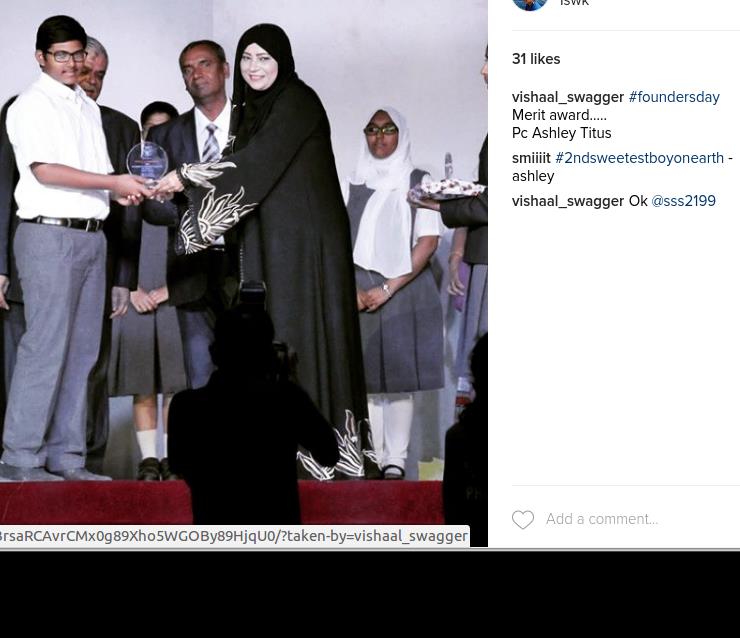 iswk
31 likes
vishaal_swagger #foundersday
Merit award.....
Pc Ashley Titus
smiiiit #2ndsweetestboyonearth -
ashley
vishaal_swagger Ok @sss2199
Add a comment...
3rsaRCAvrCMx0g89Xho5WGOBy89HjqU0/?taken-by=vishaal_swagger